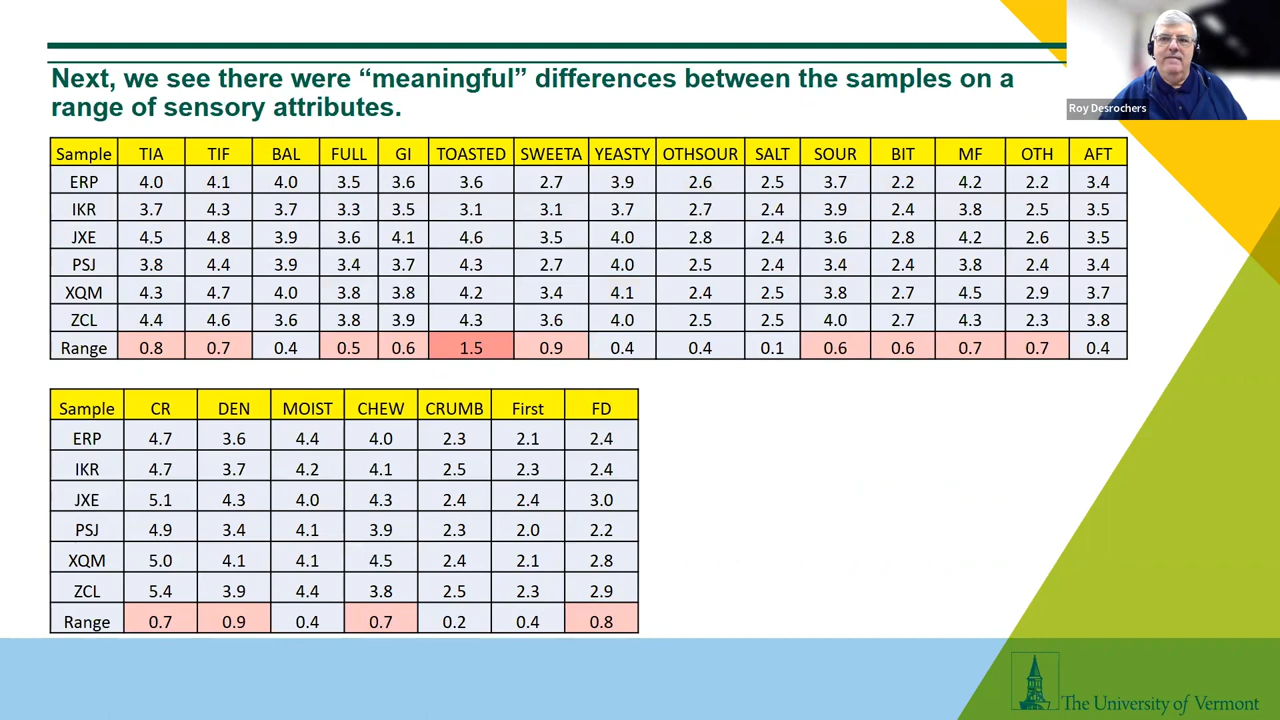 Next, we see there were “meaningful” differences between the samples on a
range of sensory attributes.
Roy Desrochers
Sample TIA TIF BAL FULL GI TOASTED SWEETA YEASTY OTHSOUR SALT SOUR BIT MF OTH AFT
ERP 4.0 4.1 4.0 3.5 3.6 3.6 2.7 3.9 2.6 2.5 3.7 2.2 4.2 2.2 3.4
IKR 3.7 4.3 3.7 3.3 3.5 3.1 3.1 3.7 2.7 2.4 3.9 2.4 3.8 2.5 3.5
JXE 4.5 4.8 3.9 3.6 4.1 4.6 3.5 4.0 2.8 2.4 3.6 2.8 4.2 2.6 3.5
PSJ 3.8 4.4 3.9 3.4 3.7 4.3 2.7 4.0 2.5 2.4 3.4 2.4 3.8 2.4 3.4
XQM 4.3 4.7 4.0 3.8 3.8 4.2 3.4 4.1 2.4 2.5 3.8 2.7 4.5 2.9 3.7
ZCL 4.4 4.6 3.6 3.8 3.9 4.3 3.6 4.0 2.5 2.5 4.0 2.7 4.3 2.3 3.8
Range 0.8 0.7 0.4 0.5 0.6 1.5 0.9 0.4 0.4 0.1 0.6 0.6 0.7 0.7 0.4
Sample CR DEN MOIST CHEW CRUMB First FD
ERP 4.7 3.6 4.4 4.0 2.3 2.1 2.4
IKR 4.7 3.7 4.2 4.1 2.5 2.3 2.4
JXE 5.1 4.3 4.0 4.3 2.4 2.4 3.0
PSJ 4.9 3.4 4.1 3.9 2.3 2.0 2.2
XQM 5.0 4.1 4.1 4.5 2.4 2.1 2.8
ZCL 5.4 3.9 4.4 3.8 2.5 2.3 2.9
Range 0.7 0.9 0.4 0.7 0.2 0.4 0.8
The University of Vermont